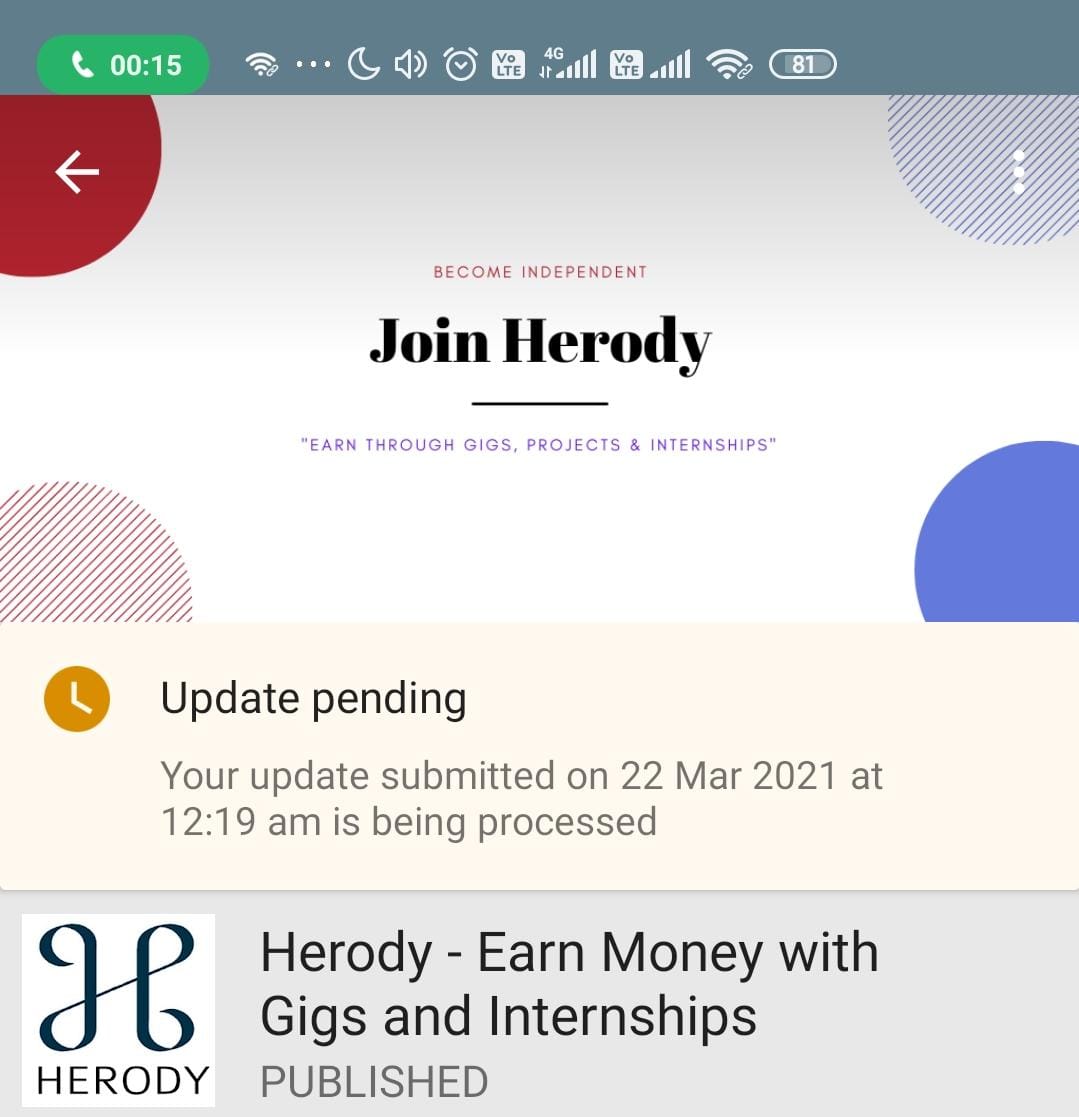 00:15 ... Vo LTE 4G Vo LTE 81
BECOME INDEPENDENT
Join Herody
"EARN THROUGH GIGS, PROJECTS & INTERNSHIPS"
Update pending
Your update submitted on 22 Mar 2021 at
12:19 am is being processed
Herody - Earn Money with
Gigs and Internships
PUBLISHED
HERODY